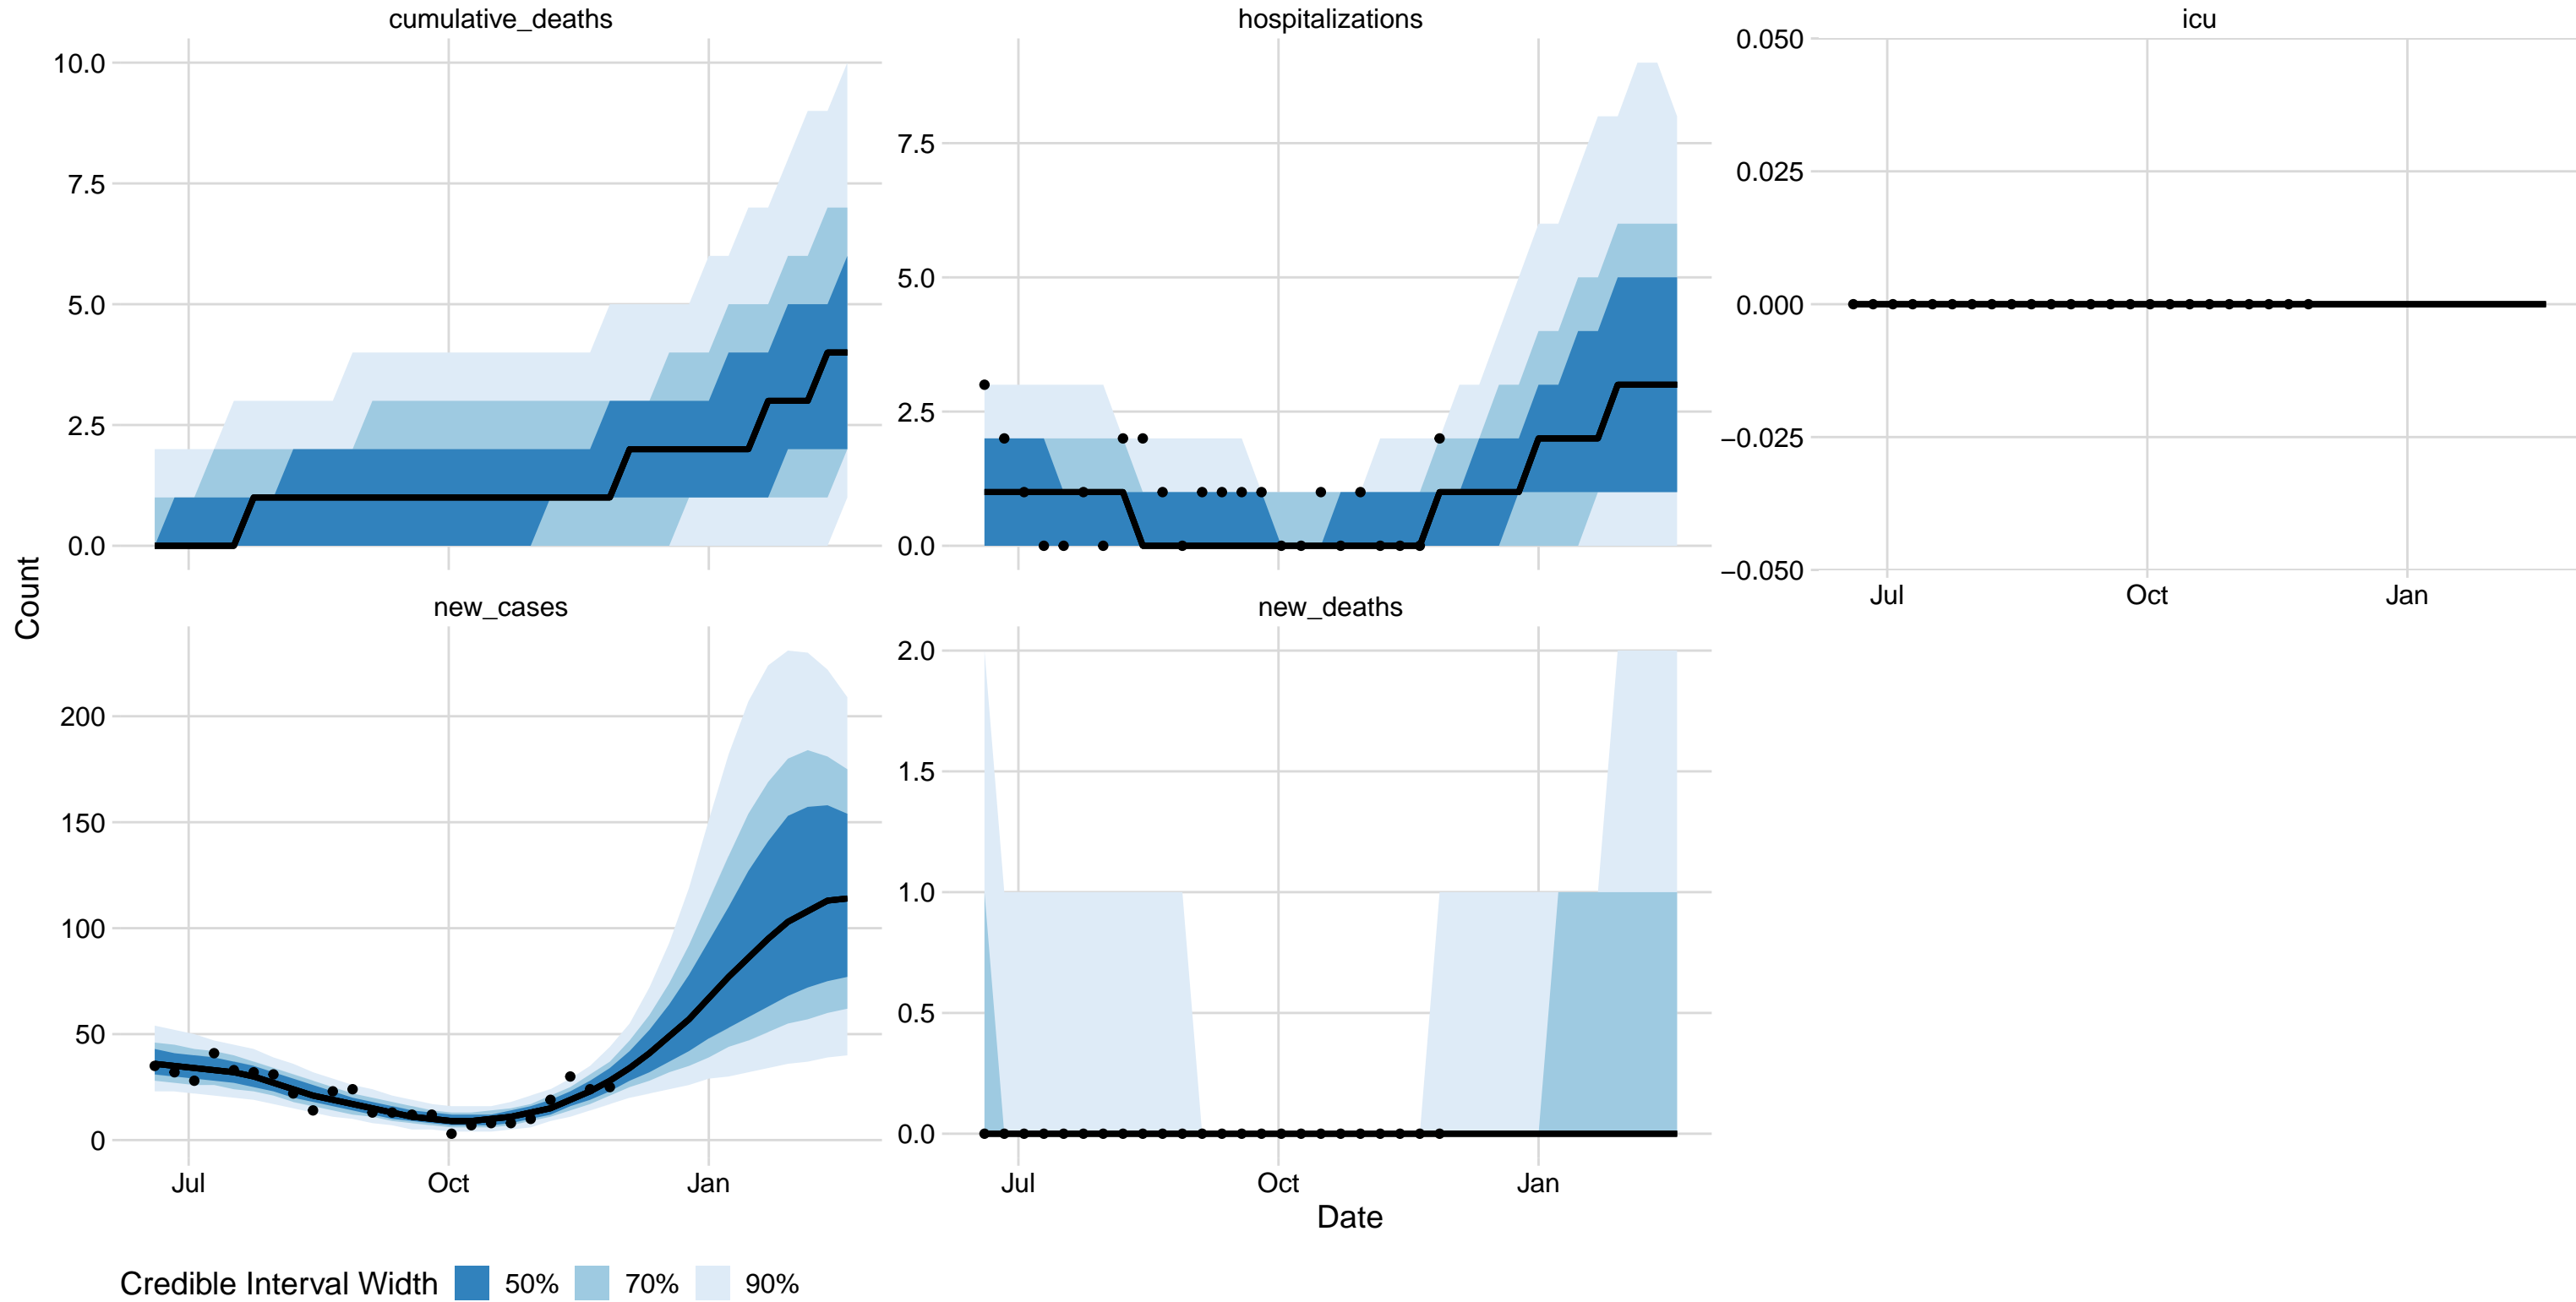 cumulative_deaths
hospitalizations
icu
10.0
7.5
5.0
2.5
0.0
7.5
5.0
2.5
0.0
0.050
0.025
0.000
−0.025
−0.050
Jul Oct Jan
Count
new_cases
new_deaths
200
150
100
50
0
Jul Oct Jan
2.0
1.5
1.0
0.5
0.0
Jul Oct Jan
Date
Credible Interval Width 50% 70% 90%